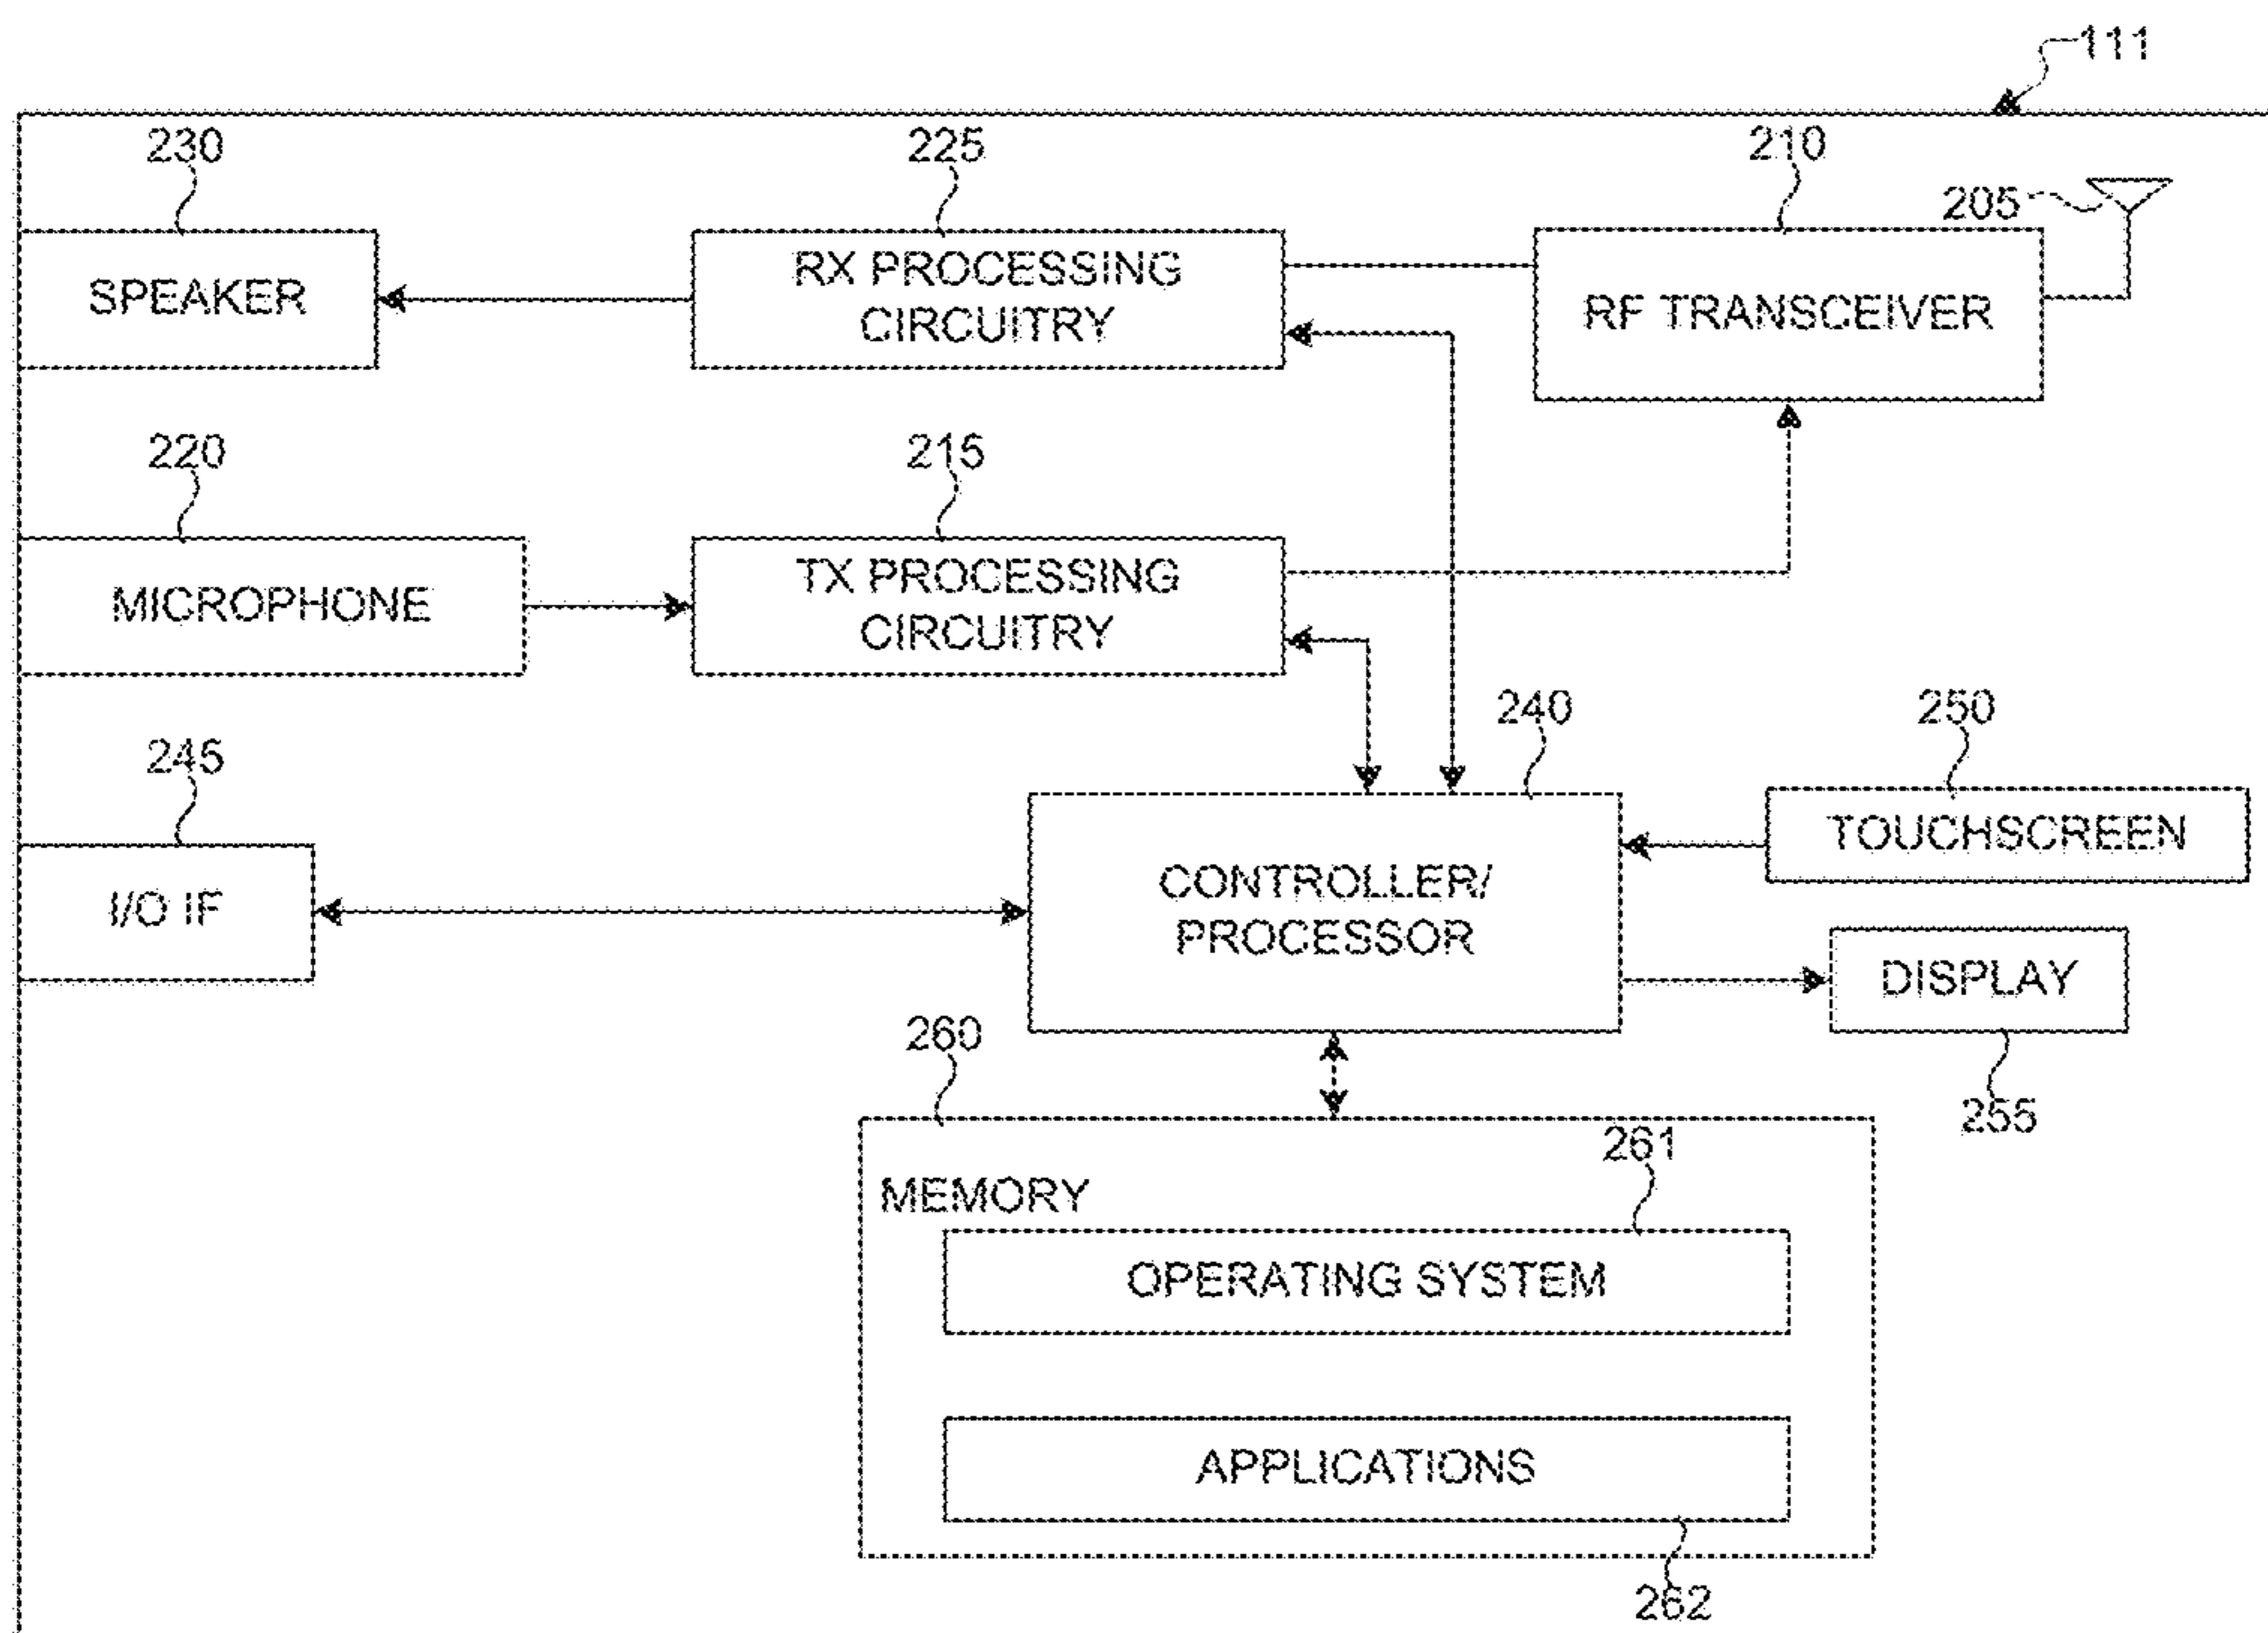 111
230
225
210
205
SPEAKER
RX PROCESSING
CIRCUITRY
RF TRANSCEIVER
220
215
MICROPHONE
TX PROCESSING
CIRCUITRY
245
240
250
I/O IF
CONTROLLER/
PROCESSOR
TOUCHSCREEN
DISPLAY
255
260
MEMORY
261
OPERATING SYSTEM
APPLICATIONS
262